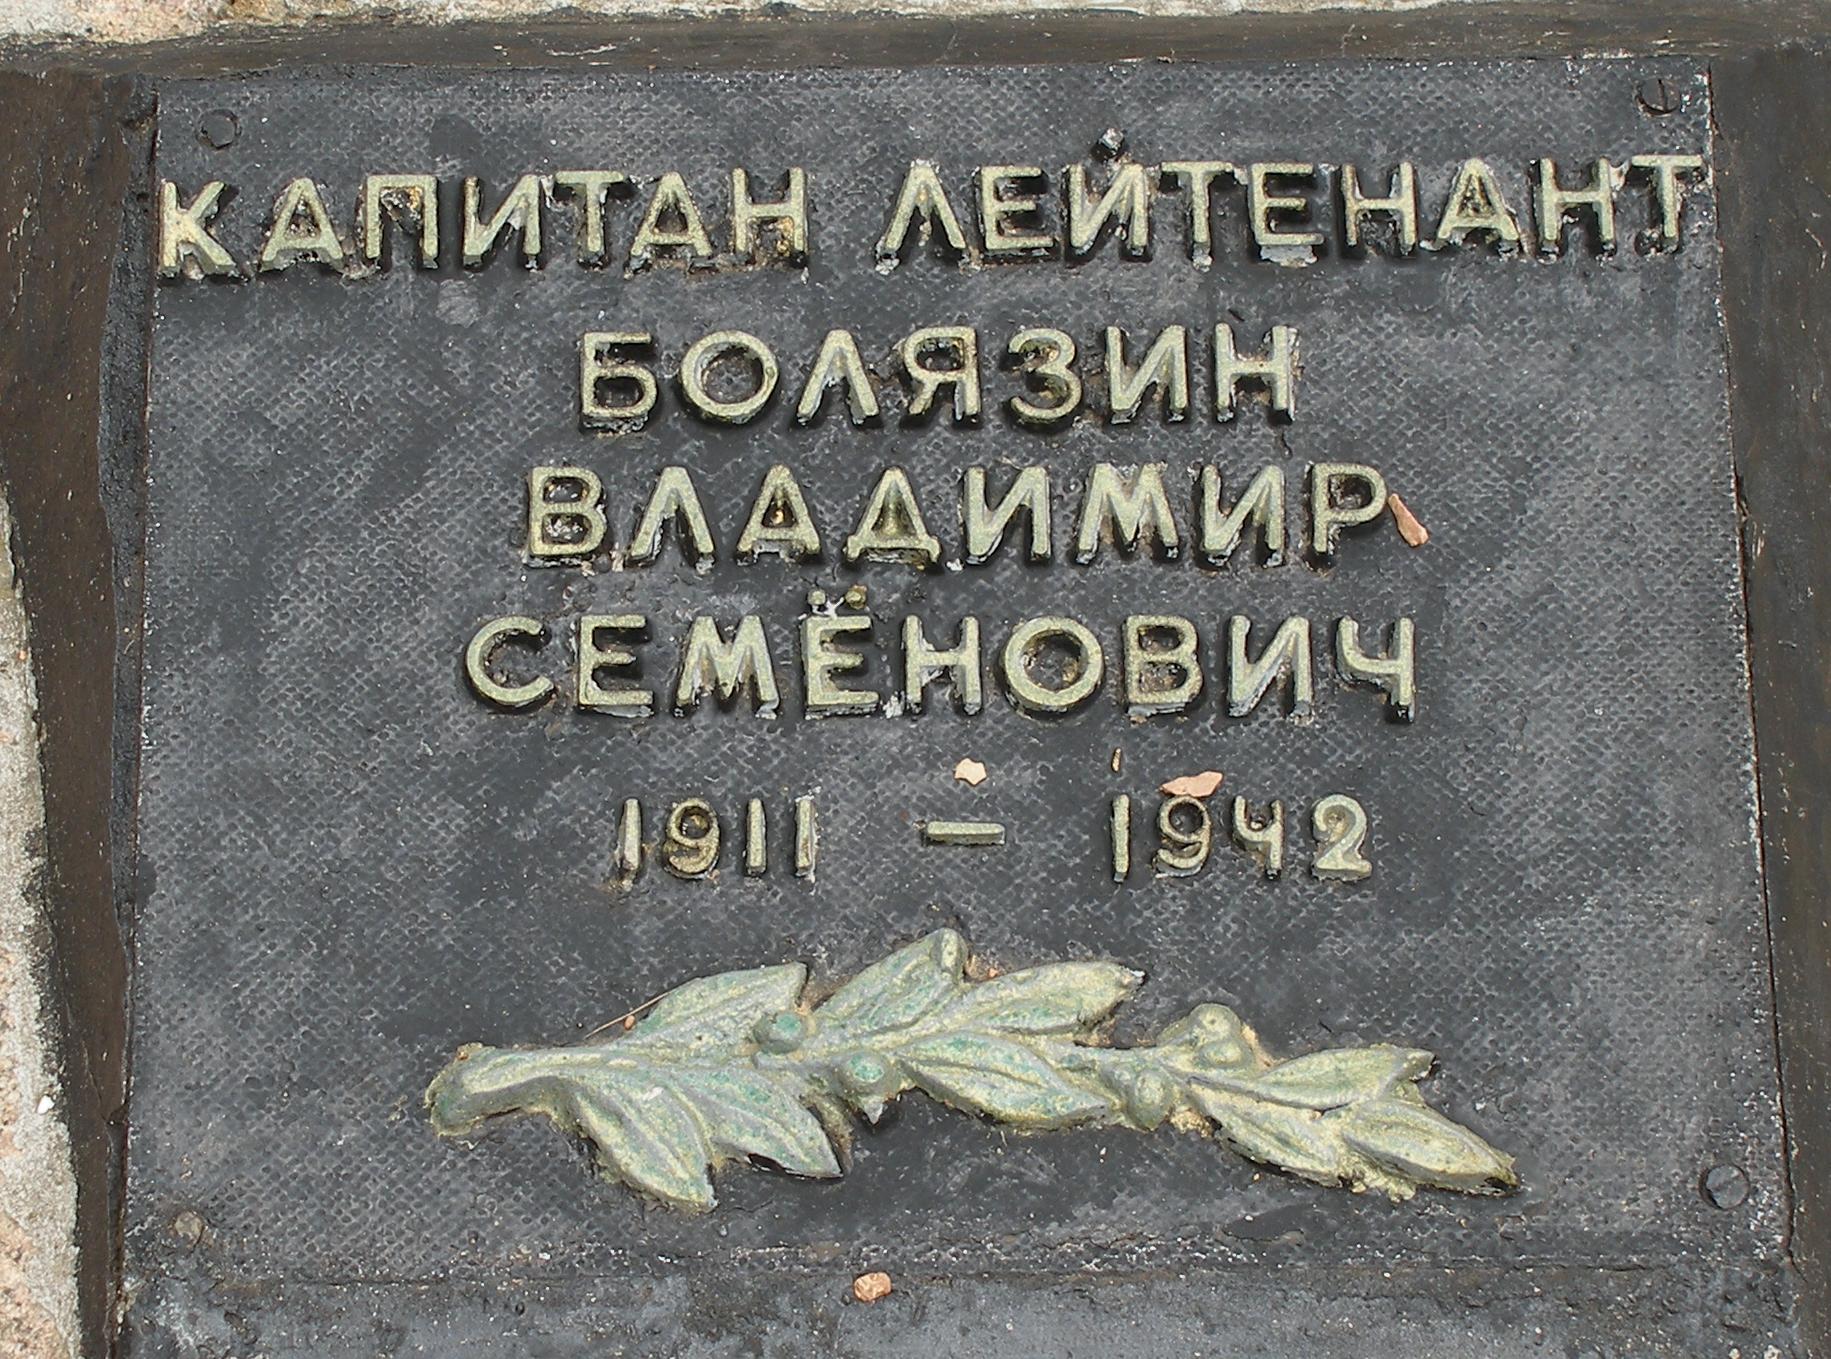 КАПИТАН ЛЕЙТЕНАНТ
БОЛЯЗИН
ВЛАДИМИР
СЕМЁНОВИЧ
1911 – 1942